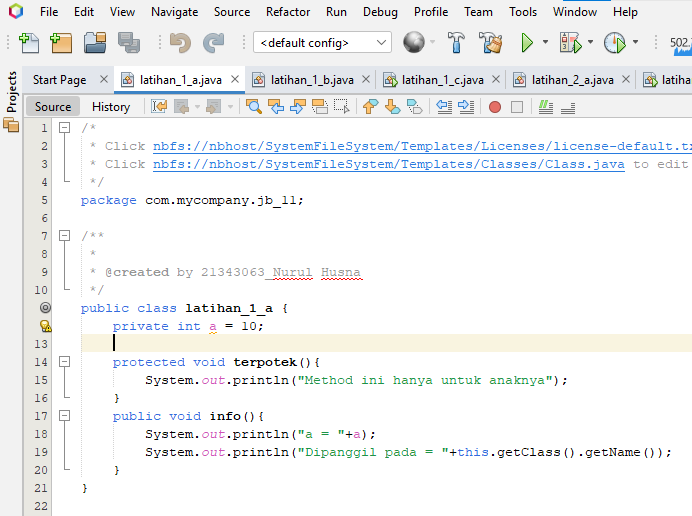 File Edit View Navigate Source Refactor Run Debug Profile Team Tools Window Help
<default config>
502,
Projects
Start Page latihan_1_a.java latihan_1_b.java latihan_1_c.java latihan_2_a.java latiha
Source History
1 /*
2 * Click nbfs://nbhost/SystemFileSystem/Templates/Licenses/license-default.tx
3 * Click nbfs://nbhost/SystemFileSystem/Templates/Classes/Class.java to edit
4 */
5 package com.mycompany.jb_11;
6
7 /**
8 *
9 * @created by 21343063_Nurul Husna
10 */
public class latihan_1_a {
private int a = 10;
13
14 protected void terpotek(){
15 System.out.println("Method ini hanya untuk anaknya");
16 }
17 public void info(){
18 System.out.println("a = "+a);
19 System.out.println("Dipanggil pada = "+this.getClass().getName());
20 }
21 }
22